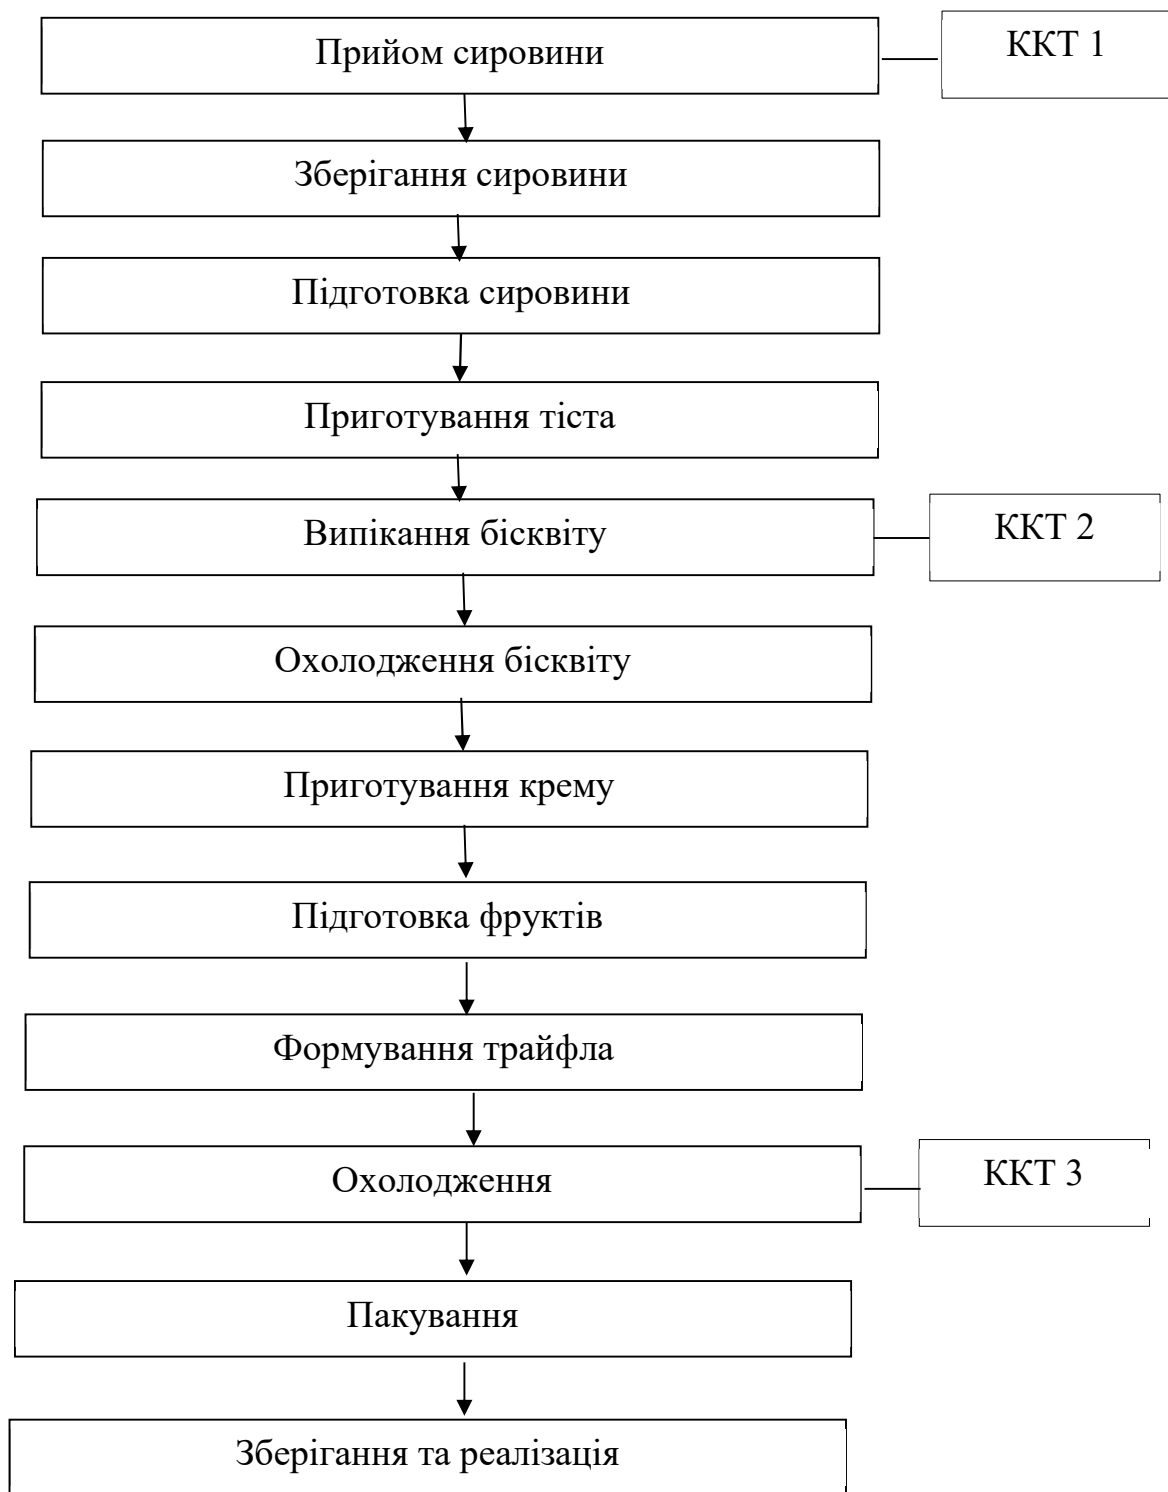 Прийом сировини
ККТ 1
Зберігання сировини
Підготовка сировини
Приготування тіста
Випікання бісквіту
ККТ 2
Охолодження бісквіту
Приготування крему
Підготовка фруктів
Формування трайфла
Охолодження
ККТ 3
Пакування
Зберігання та реалізація